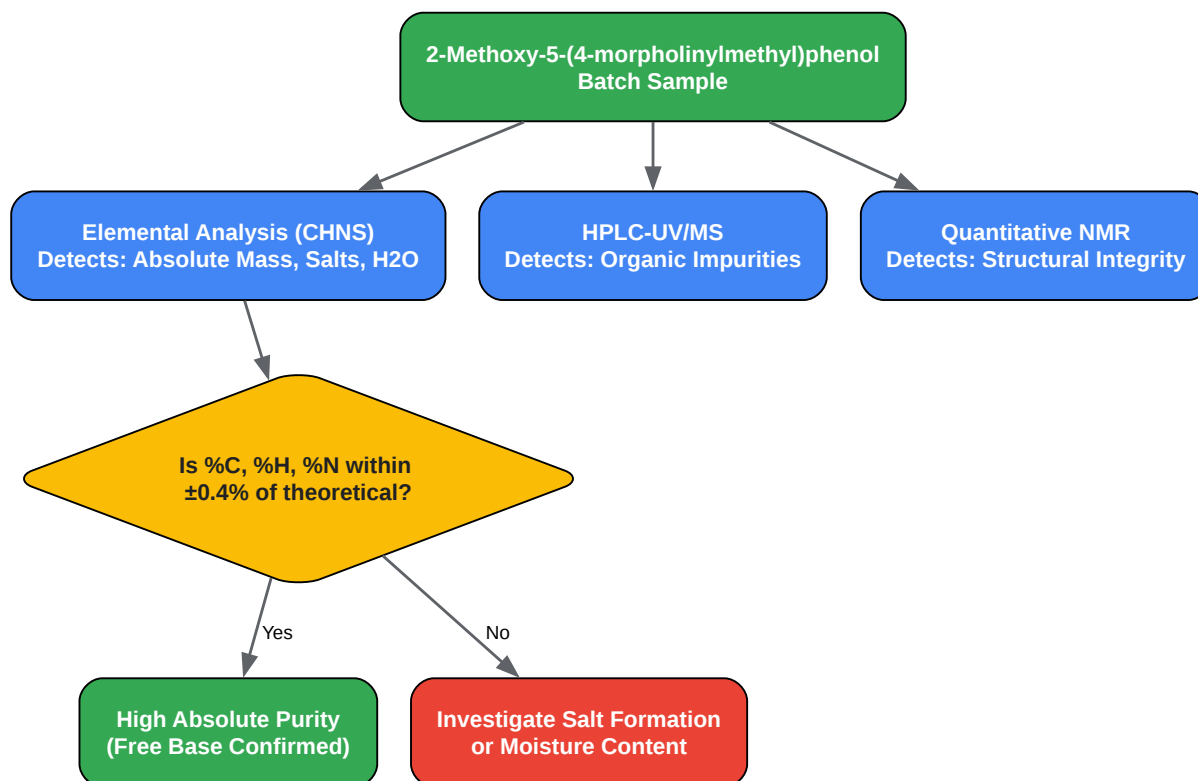 2-Methoxy-5-(4-morpholinylmethyl)phenol
Batch Sample
Elemental Analysis (CHNS)
Detects: Absolute Mass, Salts, H2O
HPLC-UV/MS
Detects: Organic Impurities
Quantitative NMR
Detects: Structural Integrity
Is %C, %H, %N within
±0.4% of theoretical?
Yes
No
High Absolute Purity
(Free Base Confirmed)
Investigate Salt Formation
or Moisture Content